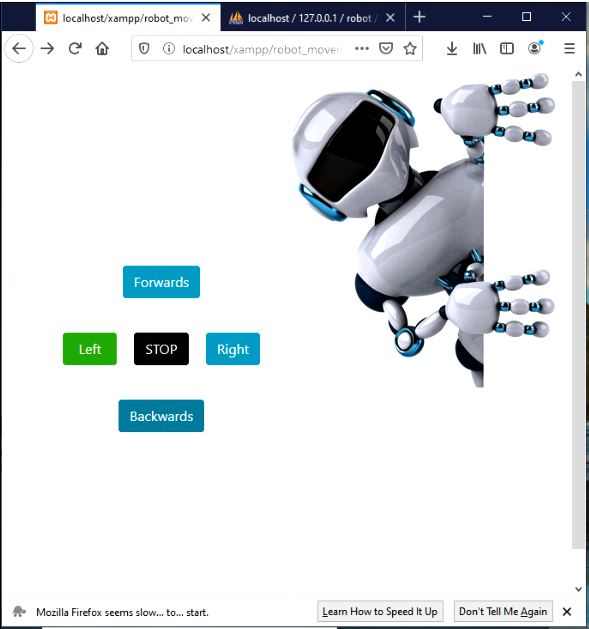 localhost/xampp/robot_move
localhost / 127.0.0.1 / robot /
localhost/xampp/robot_mover
Forwards
Left STOP Right
Backwards
Mozilla Firefox seems slow... to... start. Learn How to Speed It Up Don't Tell Me Again